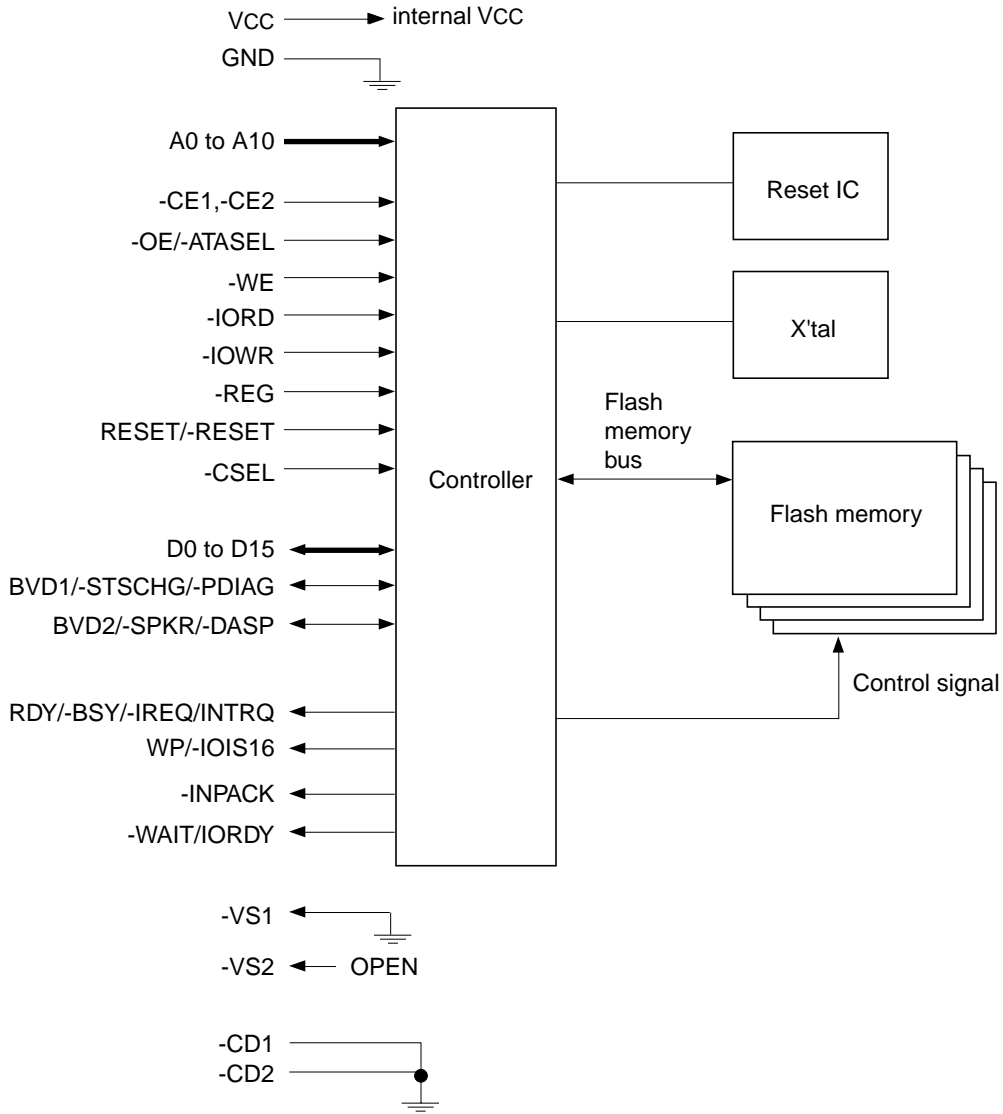 VCC
internal VCC
GND
A0 to A10
-CE1,-CE2
-OE/-ATASEL
-WE
-IORD
-IOWR
-REG
RESET/-RESET
-CSEL
D0 to D15
BVD1/-STSCHG/-PDIAG
BVD2/-SPKR/-DASP
RDY/-BSY/-IREQ/INTRQ
WP/-IOIS16
-INPACK
-WAIT/IORDY
Controller
Reset IC
X'tal
Flash
memory
bus
Flash memory
Control signal
-VS1
-VS2
OPEN
-CD1
-CD2